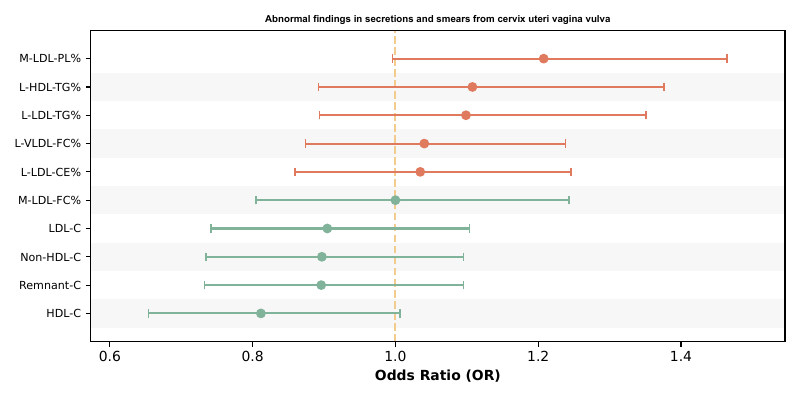 Abnormal findings in secretions and smears from cervix uteri vagina vulva
M-LDL-PL%
L-HDL-TG%
L-LDL-TG%
L-VLDL-FC%
L-LDL-CE%
M-LDL-FC%
LDL-C
Non-HDL-C
Remnant-C
HDL-C
0.6 0.8 1.0 1.2 1.4
Odds Ratio (OR)